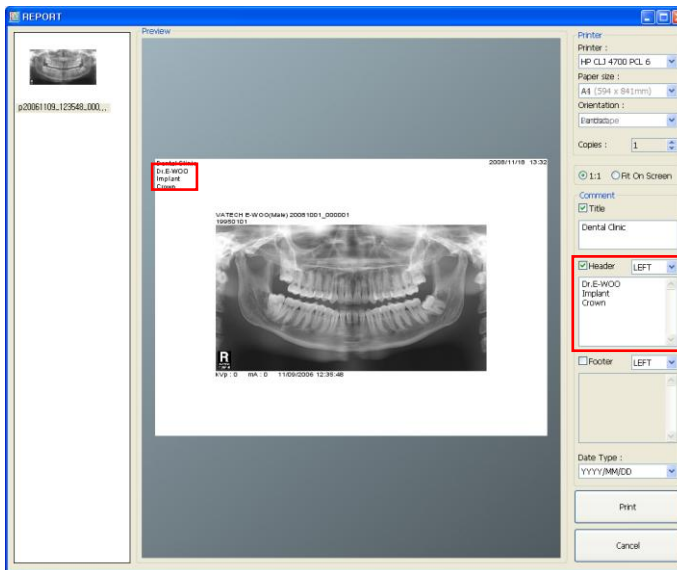 REPORT
p20061109_123548_000,,,
Preview
Dental Clinic
Dr.E-WOO
Implant
Crown
2008/11/18 13:32
VATECH E-WOO(Male) 20081001_000001
19950101
R
kVp : 0 mA : 0 11/09/2006 12:35:48
Printer
Printer :
HP CLJ 4700 PCL 6
Paper size :
A4 (594 x 841mm)
Orientation :
Copies :
1
1:1
Fit On Screen
Comment
Title
Dental Clinic
Header
LEFT
Dr.E-WOO
Implant
Crown
Footer
LEFT
Date Type :
YYYY/MM/DD
Print
Cancel